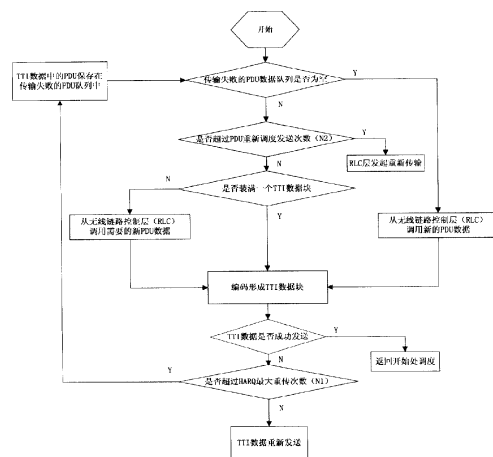 开始
TTI数据中的PDU保存在
传输失败的PDU队列中
传输失败的PDU数据队列是否为空
Y
N
是否超过PDU重新调度发送次数（N2）
Y
N
RLC层发起重新传输
是否装满一个TTI数据块
N
Y
从无线链路控制层（RLC）
调用需要的新PDU数据
从无线链路控制层（RLC）
调用新的PDU数据
编码形成TTI数据块
TTI数据是否成功发送
Y
N
返回开始处调度
是否超过HARQ最大重传次数（N1）
Y
N
TTI数据重新发送